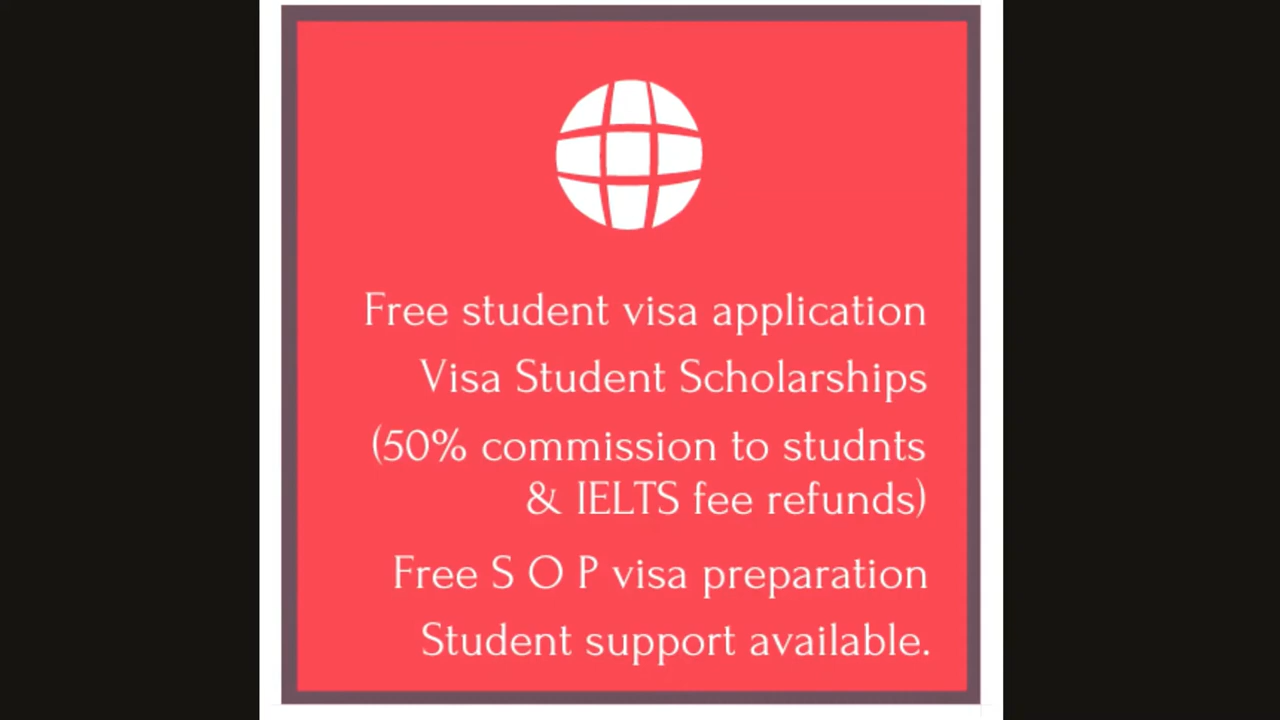 Free student visa application
Visa Student Scholarships
(50% commission to studnts
& IELTS fee refunds)
Free S O P visa preparation
Student support available.